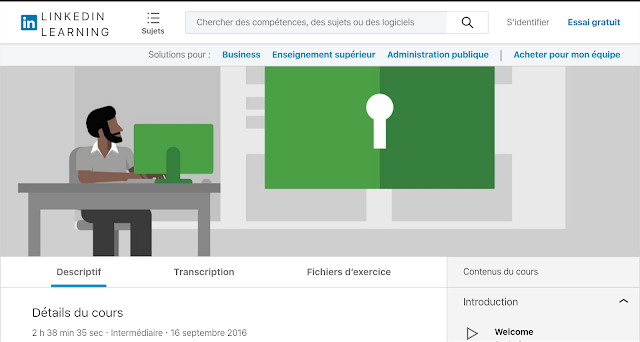 in LINKEDIN
LEARNING
Sujets
Chercher des compétences, des sujets ou des logiciels
S'identifier
Essai gratuit
Solutions pour :
Business
Enseignement supérieur
Administration publique
Acheter pour mon équipe
Descriptif
Transcription
Fichiers d'exercice
Contenus du cours
Détails du cours
2 h 38 min 35 sec · Intermédiaire · 16 septembre 2016
Introduction
Welcome